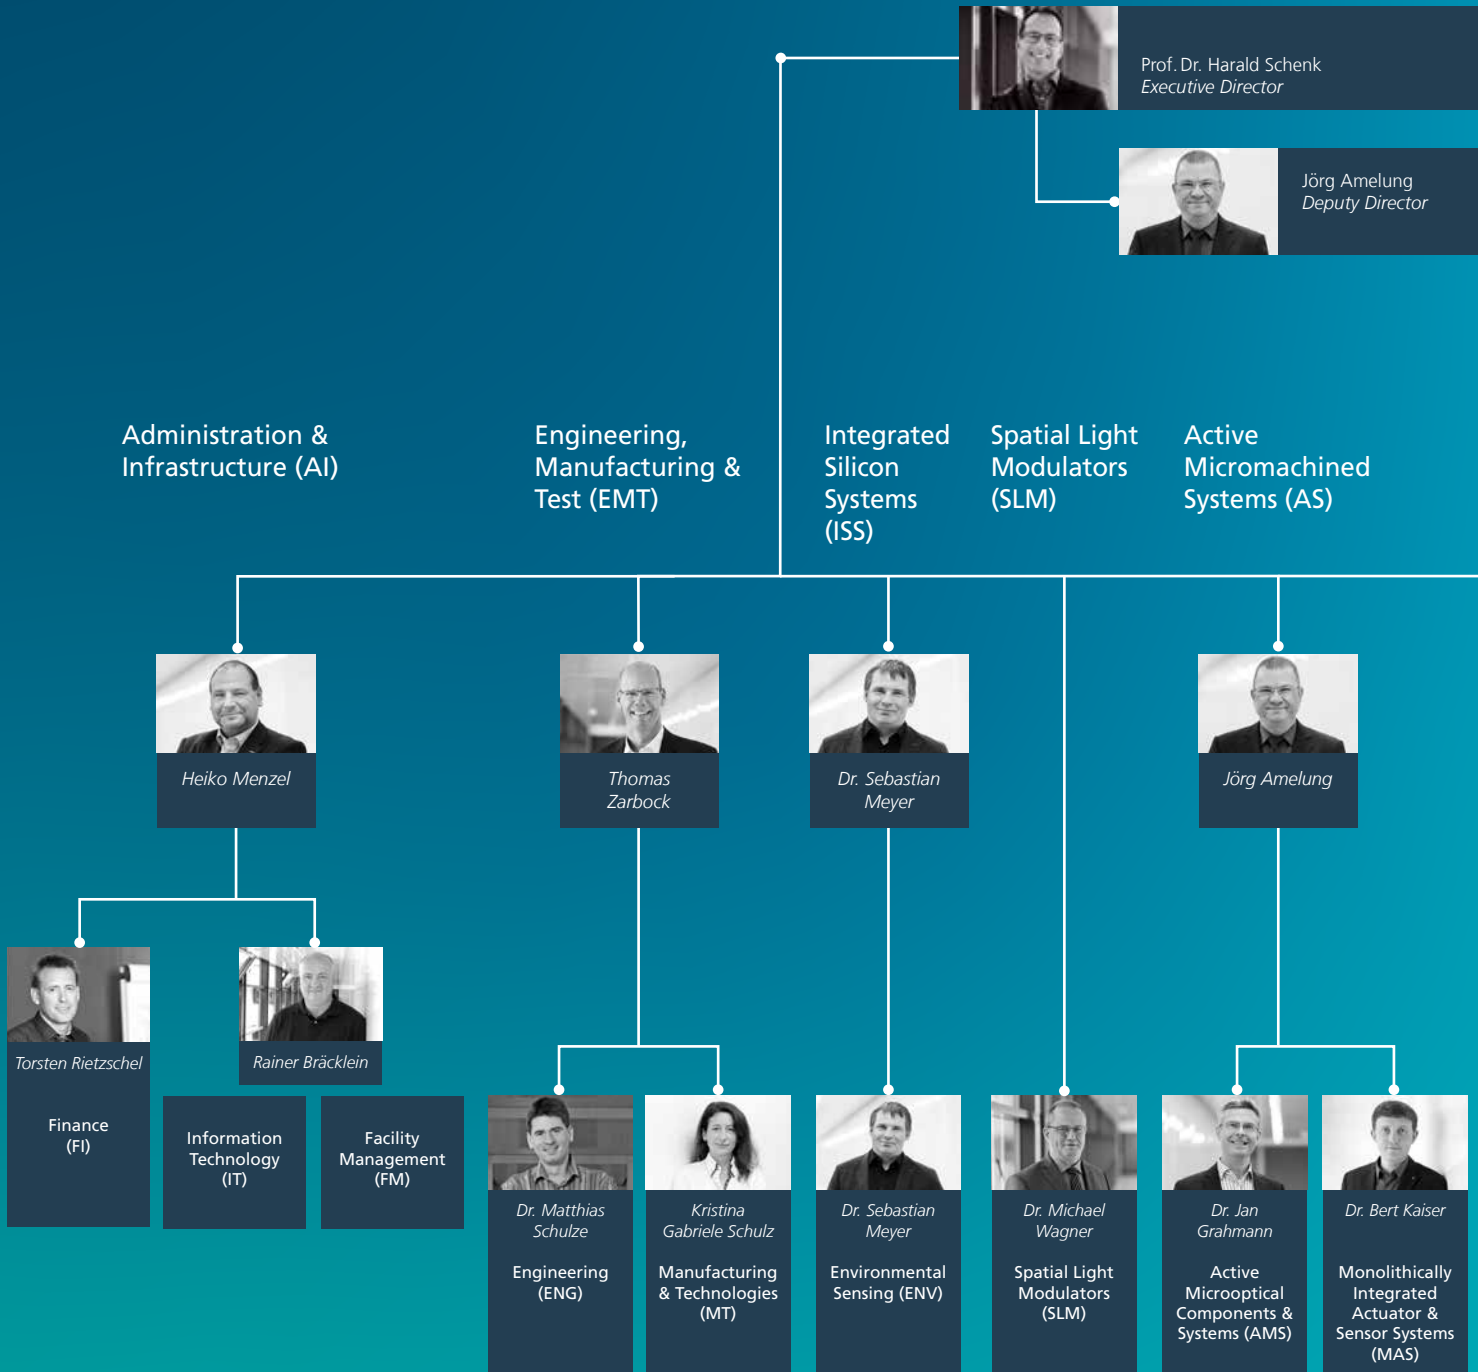 Prof. Dr. Harald Schenk
Executive Director
Jörg Amelung
Deputy Director
Administration &
Infrastructure (AI)
Engineering,
Manufacturing &
Test (EMT)
Integrated
Silicon
Systems
(ISS)
Spatial Light
Modulators
(SLM)
Active
Micromachined
Systems (AS)
Heiko Menzel
Thomas
Zarbock
Dr. Sebastian
Meyer
Jörg Amelung
Torsten Rietzschel
Finance
(FI)
Rainer Bräcklein
Information
Technology
(IT)
Facility
Management
(FM)
Dr. Matthias
Schulze
Engineering
(ENG)
Kristina
Gabriele Schulz
Manufacturing
& Technologies
(MT)
Dr. Sebastian
Meyer
Environmental
Sensing (ENV)
Dr. Michael
Wagner
Spatial Light
Modulators
(SLM)
Dr. Jan
Grahmann
Active
Microoptical
Components &
Systems (AMS)
Dr. Bert Kaiser
Monolithically
Integrated
Actuator &
Sensor Systems
(MAS)